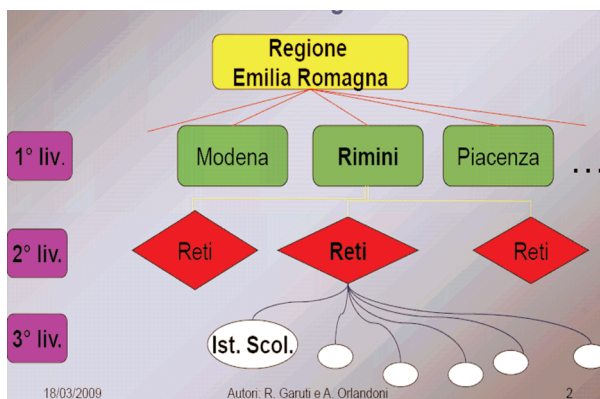 Regione
Emilia Romagna
1° liv.
Modena
Rimini
Piacenza
...
2° liv.
Reti
Reti
Reti
3° liv.
Ist. Scol.
18/03/2009
Autori: R. Garuti e A. Orlandoni
2